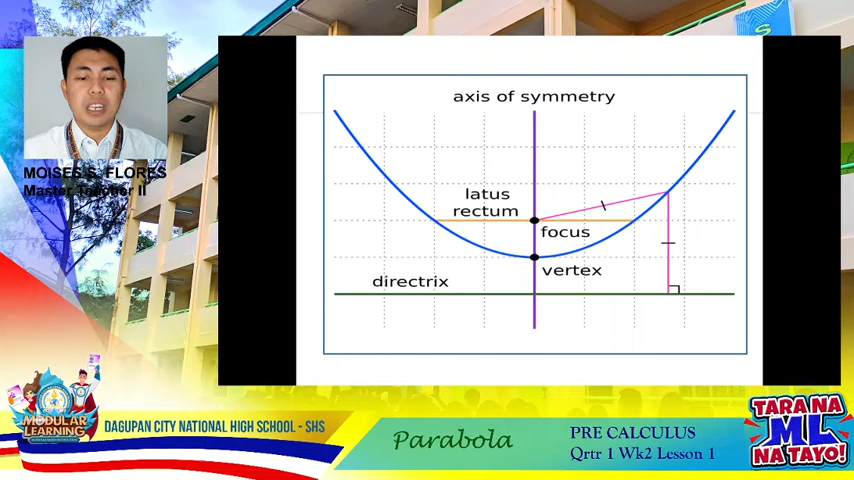 axis of symmetry
latus
rectum
focus
vertex
directrix
MOISES S. FLORES
Master Teacher II
MODULAR
LEARNING
DAGUPAN CITY NATIONAL HIGH SCHOOL - SHS
Parabola
PRE CALCULUS
Qrtr 1 Wk2 Lesson 1
TARA NA
ML
NA TAYO!